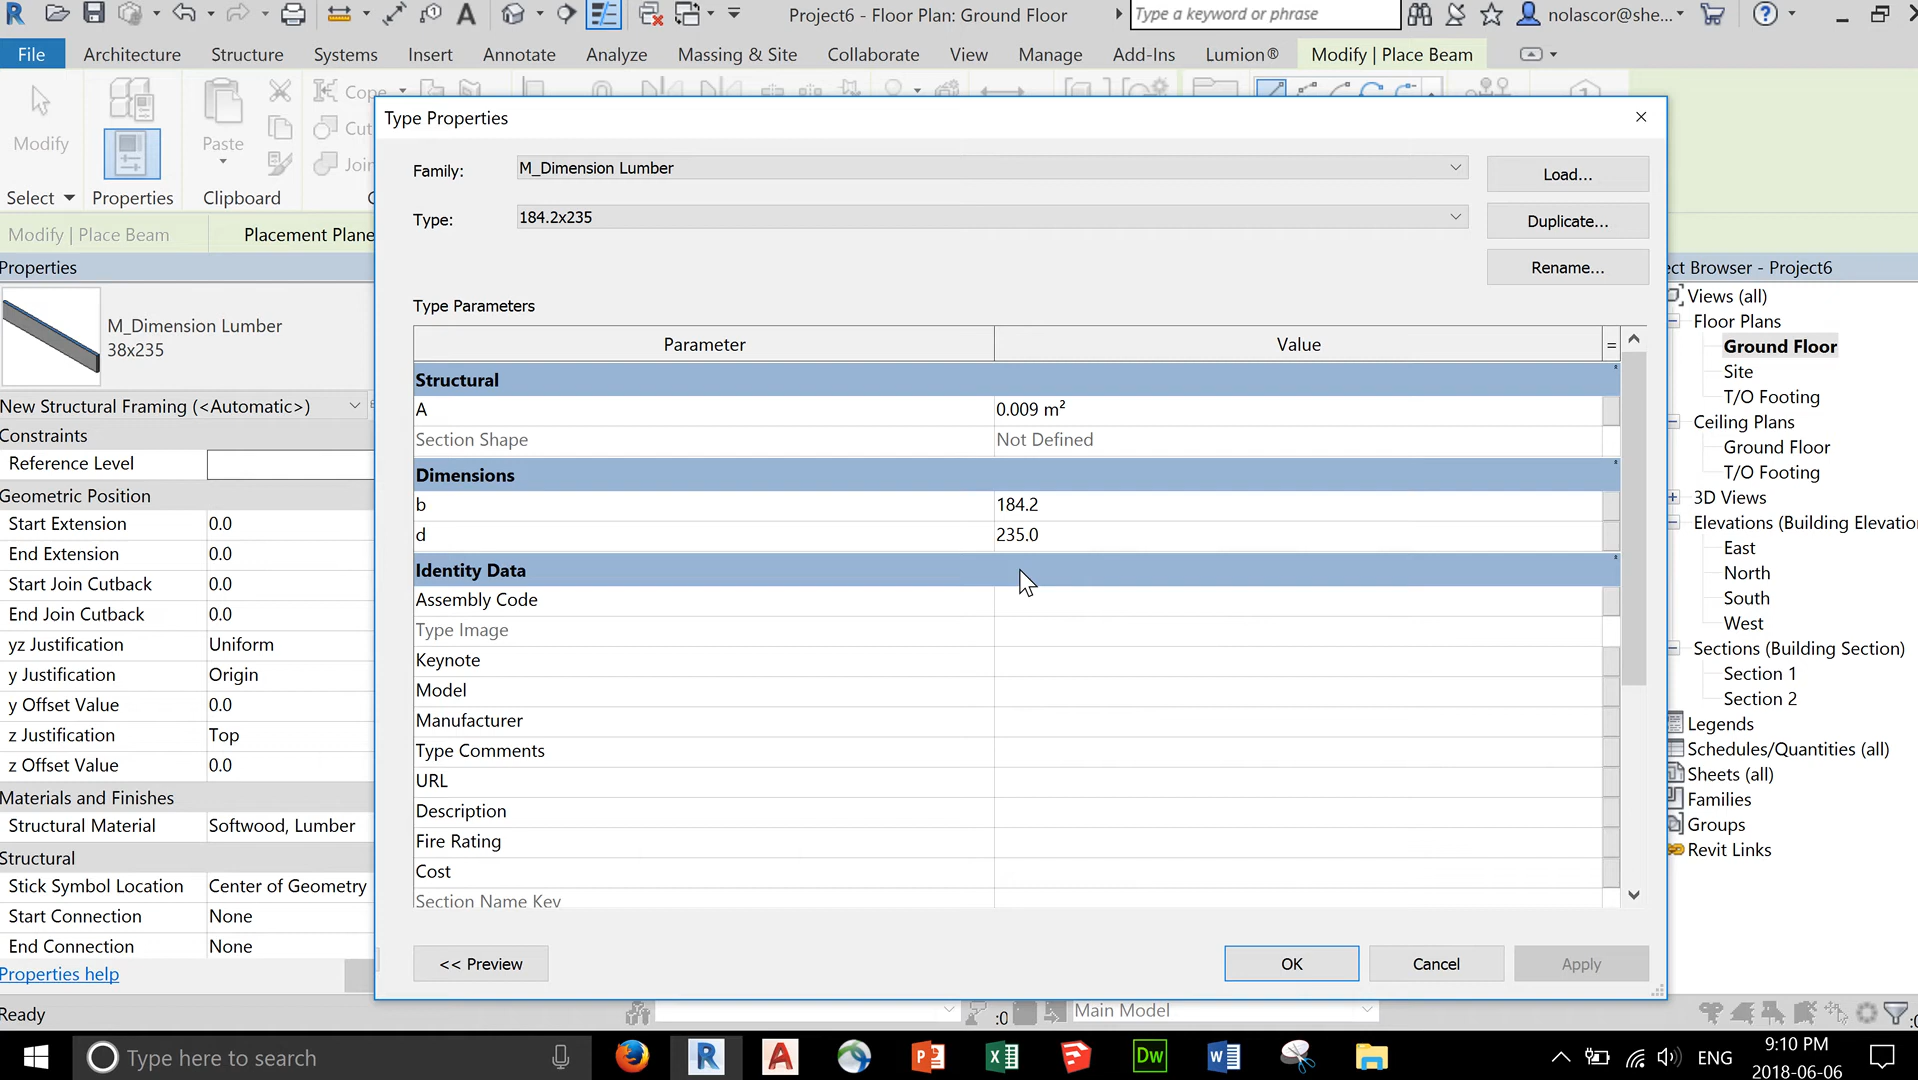 Project6 - Floor Plan: Ground Floor
Type a keyword or phrase
nolascor@she...
File
Architecture
Structure
Systems
Insert
Annotate
Analyze
Massing & Site
Collaborate
View
Manage
Add-Ins
Lumion®
Modify | Place Beam
Modify
Cope
Cut
Paste
Select
Properties
Clipboard
Modify | Place Beam
Placement Plane
Properties
M_Dimension Lumber
38x235
New Structural Framing (<Automatic>)
Constraints
Reference Level
Geometric Position
Start Extension 0.0
End Extension 0.0
Start Join Cutback 0.0
End Join Cutback 0.0
yz Justification Uniform
y Justification Origin
y Offset Value 0.0
z Justification Top
z Offset Value 0.0
Materials and Finishes
Structural Material Softwood, Lumber
Structural
Stick Symbol Location Center of Geometry
Start Connection None
End Connection None
Properties help
Type Properties
Family: M_Dimension Lumber
Load...
Type: 184.2x235
Duplicate...
Rename...
Type Parameters
Parameter Value =
Structural
A 0.009 m²
Section Shape Not Defined
Dimensions
b 184.2
d 235.0
Identity Data
Assembly Code
Type Image
Keynote
Model
Manufacturer
Type Comments
URL
Description
Fire Rating
Cost
Section Name Key
<< Preview
OK
Cancel
Apply
ect Browser - Project6
Views (all)
Floor Plans
Ground Floor
Site
T/O Footing
Ceiling Plans
Ground Floor
T/O Footing
3D Views
Elevations (Building Elevatio
East
North
South
West
Sections (Building Section)
Section 1
Section 2
Legends
Schedules/Quantities (all)
Sheets (all)
Families
Groups
Revit Links
Ready
:0
Main Model
Type here to search
Dw
ENG
9:10 PM
2018-06-06